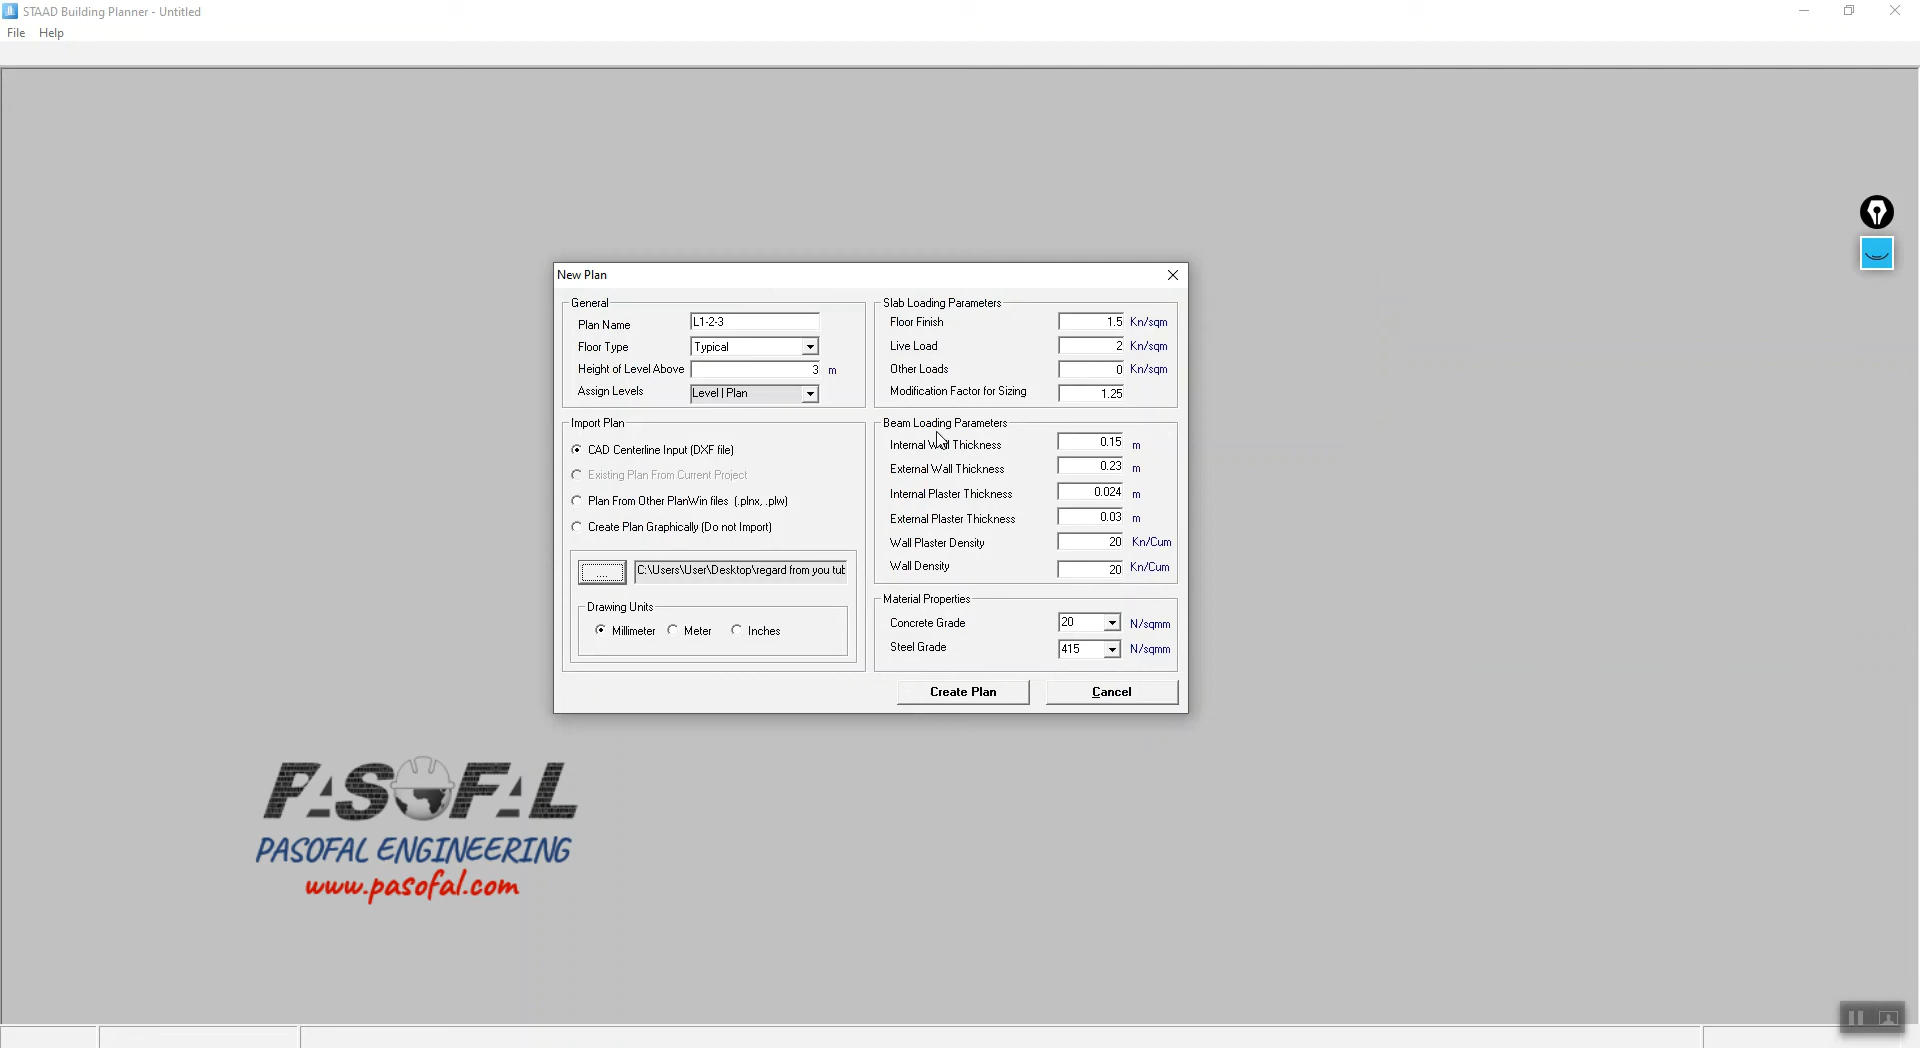 STAAD Building Planner - Untitled
File Help
New Plan
General
Plan Name L1-2-3
Floor Type Typical
Height of Level Above 3 m
Assign Levels Level | Plan
Import Plan
CAD Centerline Input (DXF file)
Existing Plan From Current Project
Plan From Other PlanWin files (.plnx, .plw)
Create Plan Graphically (Do not Import)
.... C:\Users\User\Desktop\regard from you tub
Drawing Units
Millimeter Meter Inches
Slab Loading Parameters
Floor Finish 1.5 Kn/sqm
Live Load 2 Kn/sqm
Other Loads 0 Kn/sqm
Modification Factor for Sizing 1.25
Beam Loading Parameters
Internal Wall Thickness 0.15 m
External Wall Thickness 0.23 m
Internal Plaster Thickness 0.024 m
External Plaster Thickness 0.03 m
Wall Plaster Density 20 Kn/Cum
Wall Density 20 Kn/Cum
Material Properties
Concrete Grade 20 N/sqmm
Steel Grade 415 N/sqmm
Create Plan Cancel
PASOFAL
PASOFAL ENGINEERING
www.pasofal.com